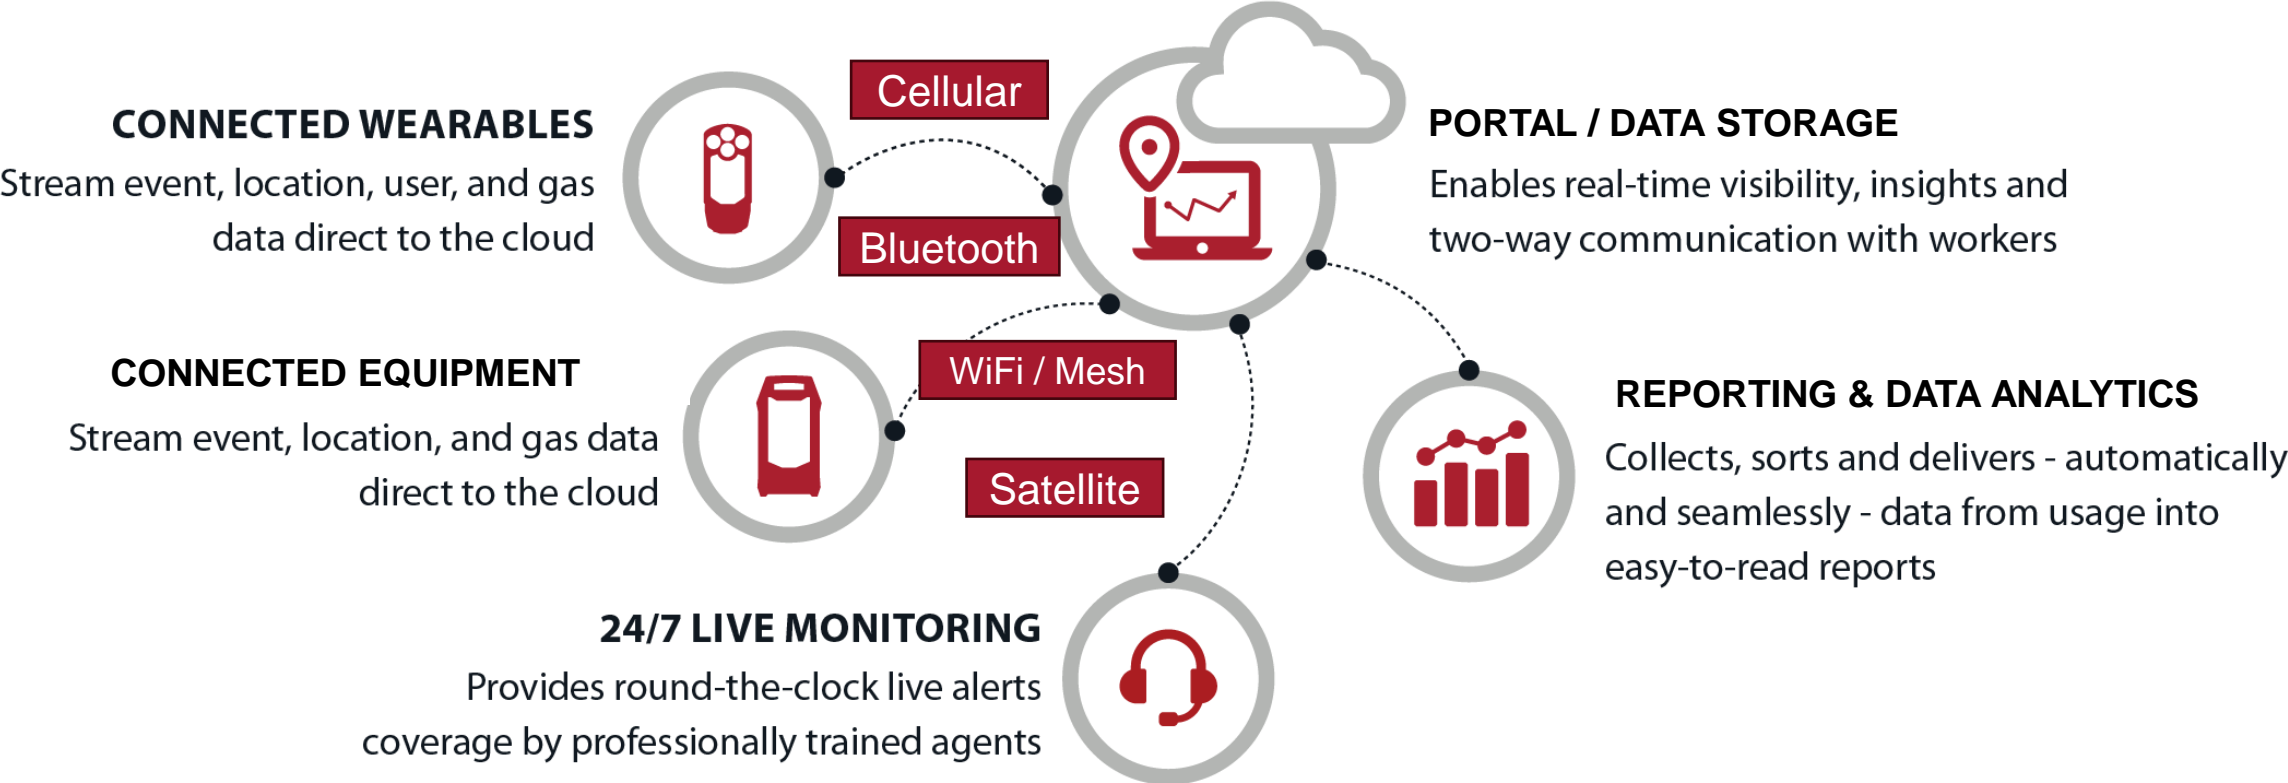 CONNECTED WEARABLES
Stream event, location, user, and gas
data direct to the cloud
Cellular
Bluetooth
PORTAL / DATA STORAGE
Enables real-time visibility, insights and
two-way communication with workers
CONNECTED EQUIPMENT
Stream event, location, and gas data
direct to the cloud
WiFi / Mesh
Satellite
REPORTING & DATA ANALYTICS
Collects, sorts and delivers - automatically
and seamlessly - data from usage into
easy-to-read reports
24/7 LIVE MONITORING
Provides round-the-clock live alerts
coverage by professionally trained agents